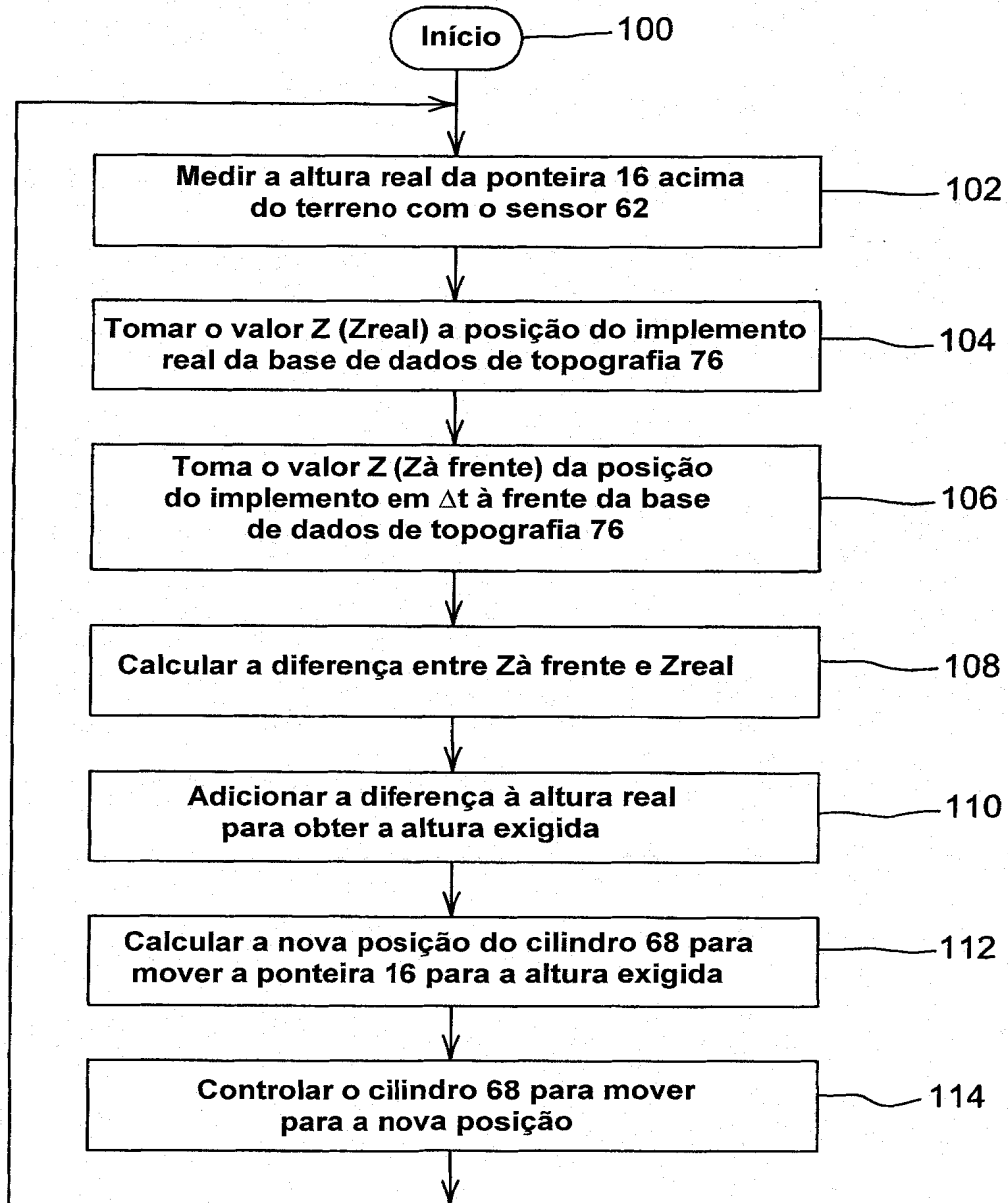 Início
100
Medir a altura real da ponteira 16 acima
do terreno com o sensor 62
102
Tomar o valor Z (Zreal) a posição do implemento
real da base de dados de topografia 76
104
Toma o valor Z (Zà frente) da posição
do implemento em Δt à frente da base
de dados de topografia 76
106
Calcular a diferença entre Zà frente e Zreal
108
Adicionar a diferença à altura real
para obter a altura exigida
110
Calcular a nova posição do cilindro 68 para
mover a ponteira 16 para a altura exigida
112
Controlar o cilindro 68 para mover
para a nova posição
114